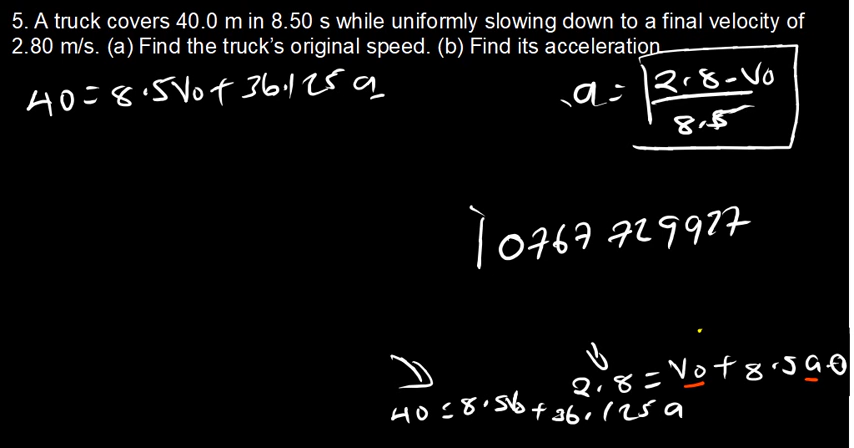 5. A truck covers 40.0 m in 8.50 s while uniformly slowing down to a final velocity of
2.80 m/s. (a) Find the truck's original speed. (b) Find its acceleration
40 = 8.5V0 + 36.125 a
a = 2.8-V0
8.5
0767 729927
2.8 = V0 + 8.5a
40 = 8.5V0 + 36.125 a